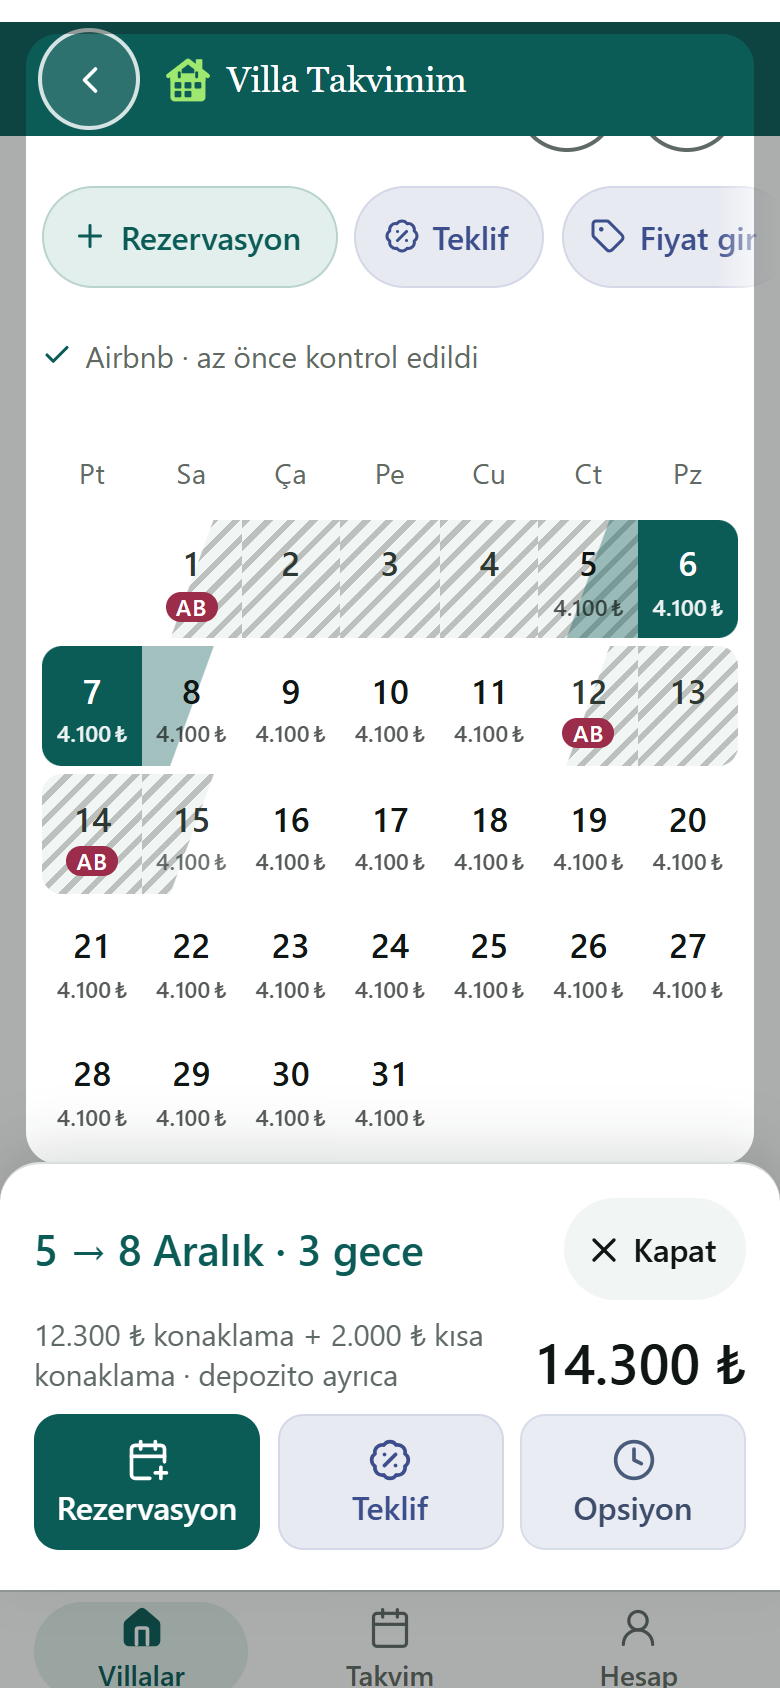 Villa Takvimim
Rezervasyon
Teklif
Fiyat gir
Airbnb · az önce kontrol edildi
Pt Sa Ça Pe Cu Ct Pz
1 2 3 4 5 6
AB 4.100 ₺ 4.100 ₺
7 8 9 10 11 12 13
4.100 ₺ 4.100 ₺ 4.100 ₺ 4.100 ₺ 4.100 ₺ AB
14 15 16 17 18 19 20
AB 4.100 ₺ 4.100 ₺ 4.100 ₺ 4.100 ₺ 4.100 ₺ 4.100 ₺
21 22 23 24 25 26 27
4.100 ₺ 4.100 ₺ 4.100 ₺ 4.100 ₺ 4.100 ₺ 4.100 ₺ 4.100 ₺
28 29 30 31
4.100 ₺ 4.100 ₺ 4.100 ₺ 4.100 ₺
5 → 8 Aralık · 3 gece
Kapat
12.300 ₺ konaklama + 2.000 ₺ kısa
konaklama · depozito ayrıca
14.300 ₺
Rezervasyon
Teklif
Opsiyon
Villalar
Takvim
Hesap